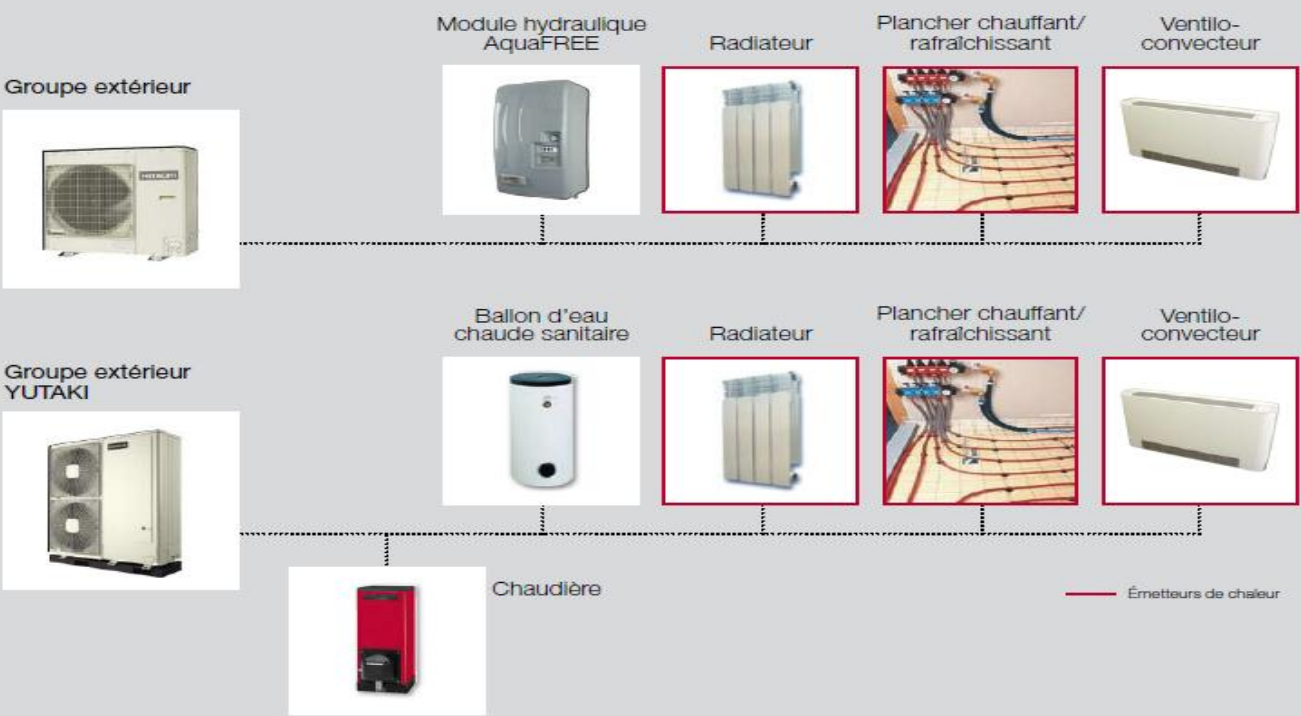 Module hydraulique
AquaFREE
Radiateur
Plancher chauffant/
rafraîchissant
Ventilo-
convecteur
Groupe extérieur
HITACHI
Ballon d'eau
chaude sanitaire
Radiateur
Plancher chauffant/
rafraîchissant
Ventilo-
convecteur
Groupe extérieur
YUTAKI
Chaudière
Émetteurs de chaleur